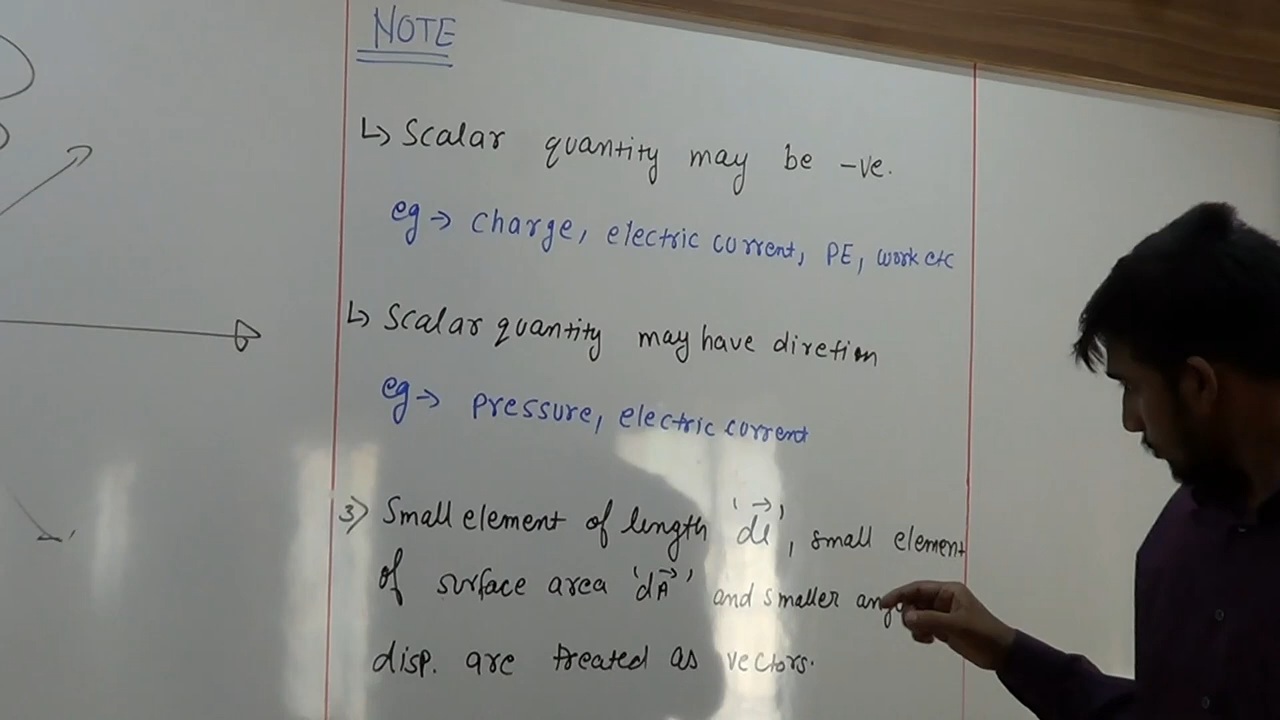 NOTE
↳ Scalar quantity may be -ve.
eg → charge, electric current, PE, work etc
↳ Scalar quantity may have diretion
eg → pressure, electric current
3) Small element of length 'd\vec{l}', small element
of surface area 'd\vec{A}' and smaller
disp. are treated as vectors.